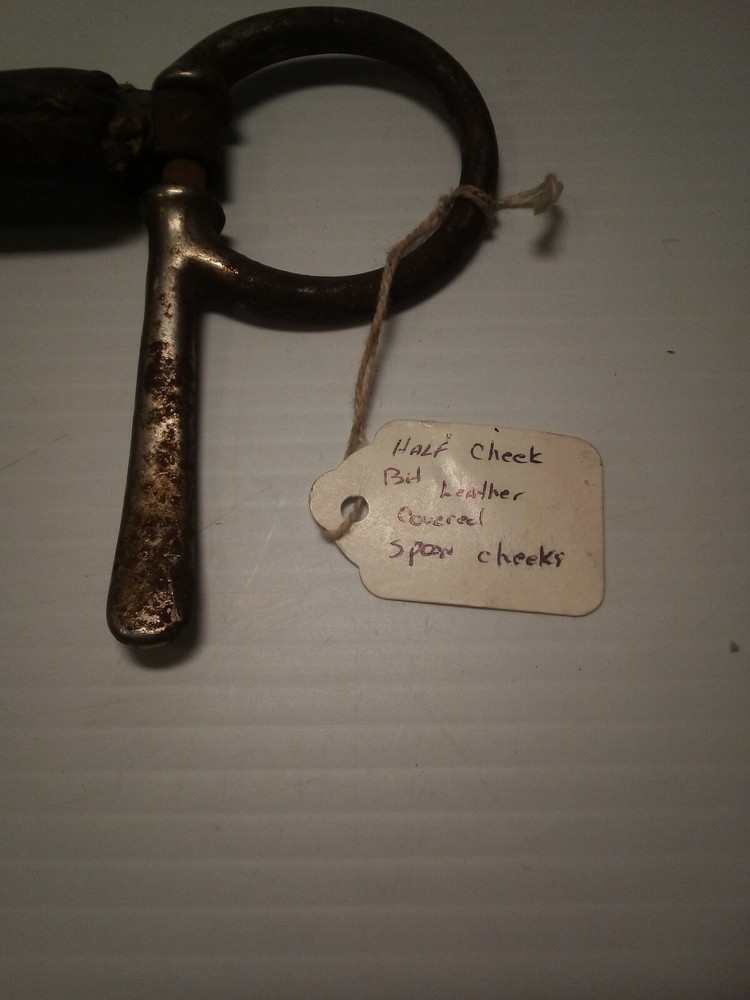 HALF Cheek
Bit Leather
Covered
Spoon cheeks